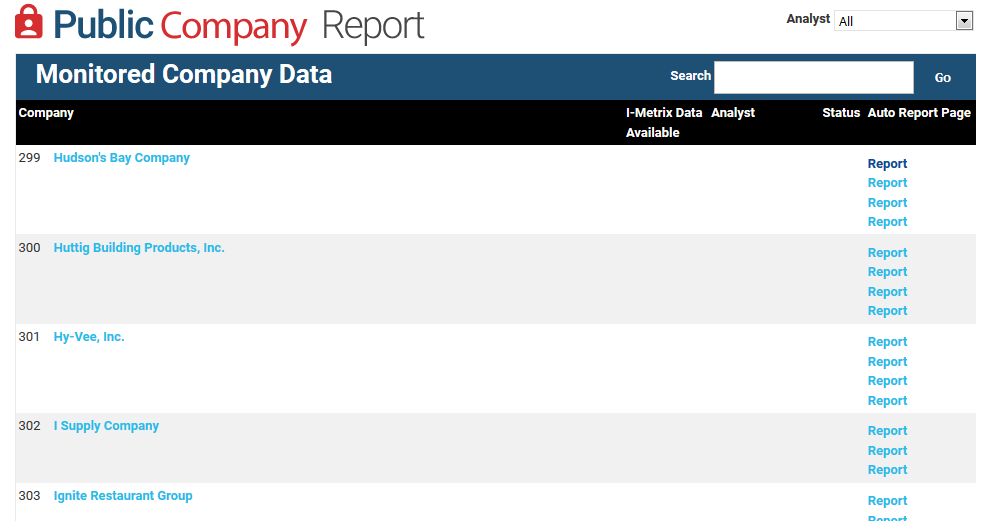 Public Company Report
Analyst All
Monitored Company Data
Search Go
Company I-Metrix Data Available Analyst Status Auto Report Page
299 Hudson's Bay Company
Report
Report
Report
Report
300 Huttig Building Products, Inc.
Report
Report
Report
Report
301 Hy-Vee, Inc.
Report
Report
Report
Report
302 I Supply Company
Report
Report
Report
303 Ignite Restaurant Group
Report
Report